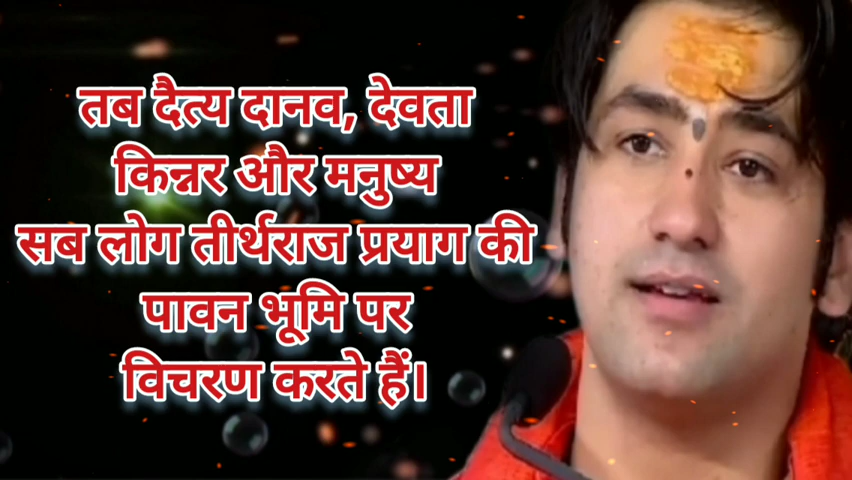 तब दैत्य दानव, देवता
किन्नर और मनुष्य
सब लोग तीर्थराज प्रयाग की
पावन भूमि पर
विचरण करते हैं।